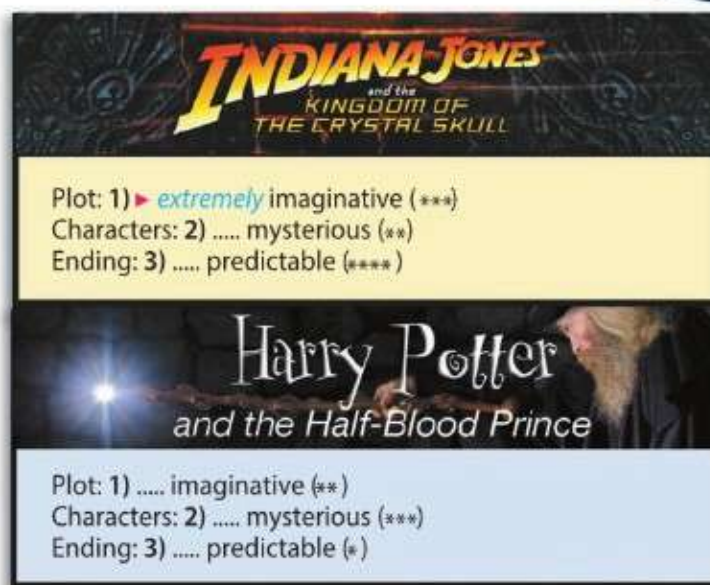 INDIANA JONES
and the
KINGDOM OF
THE CRYSTAL SKULL
Plot: 1) ► extremely imaginative (***)
Characters: 2) ..... mysterious (**)
Ending: 3) ..... predictable (****)
Harry Potter
and the Half-Blood Prince
Plot: 1) ..... imaginative (**)
Characters: 2) ..... mysterious (***)
Ending: 3) ..... predictable (*)